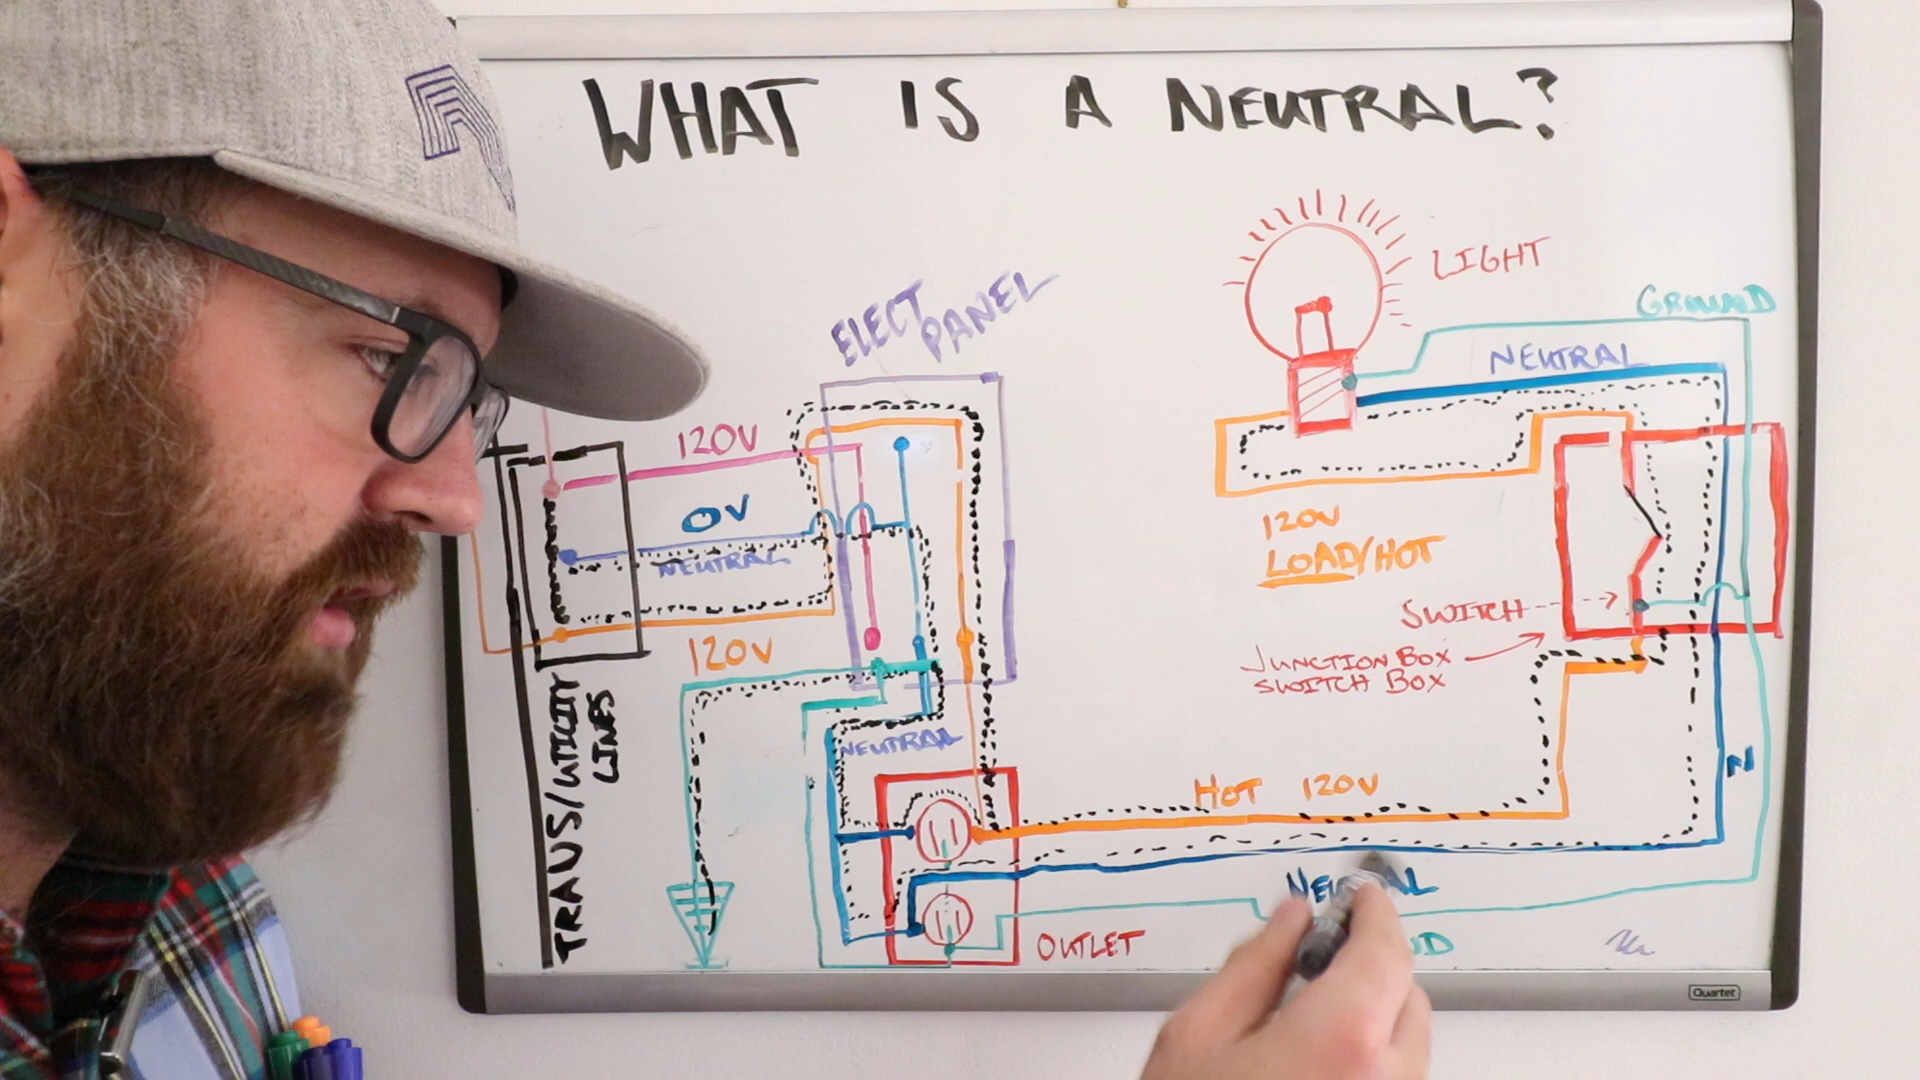 WHAT IS A NEUTRAL?
LIGHT
ELECT
PANEL
GROUND
NEUTRAL
120V
0V
NEUTRAL
120V
LOAD/HOT
SWITCH
JUNCTION BOX
SWITCH BOX
120V
TRANS/UTILITY
LINES
NEUTRAL
HOT 120V
N
OUTLET
Quartet